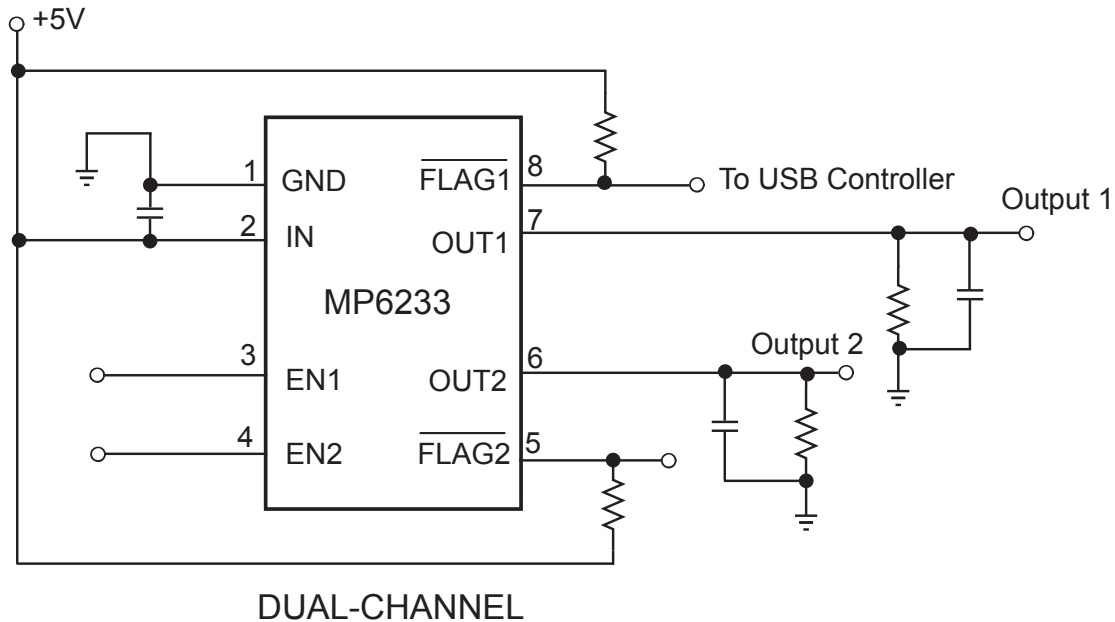 +5V
1
GND
FLAG1
8
To USB Controller
2
IN
OUT1
7
Output 1
MP6233
3
EN1
OUT2
6
Output 2
4
EN2
FLAG2
5
DUAL-CHANNEL